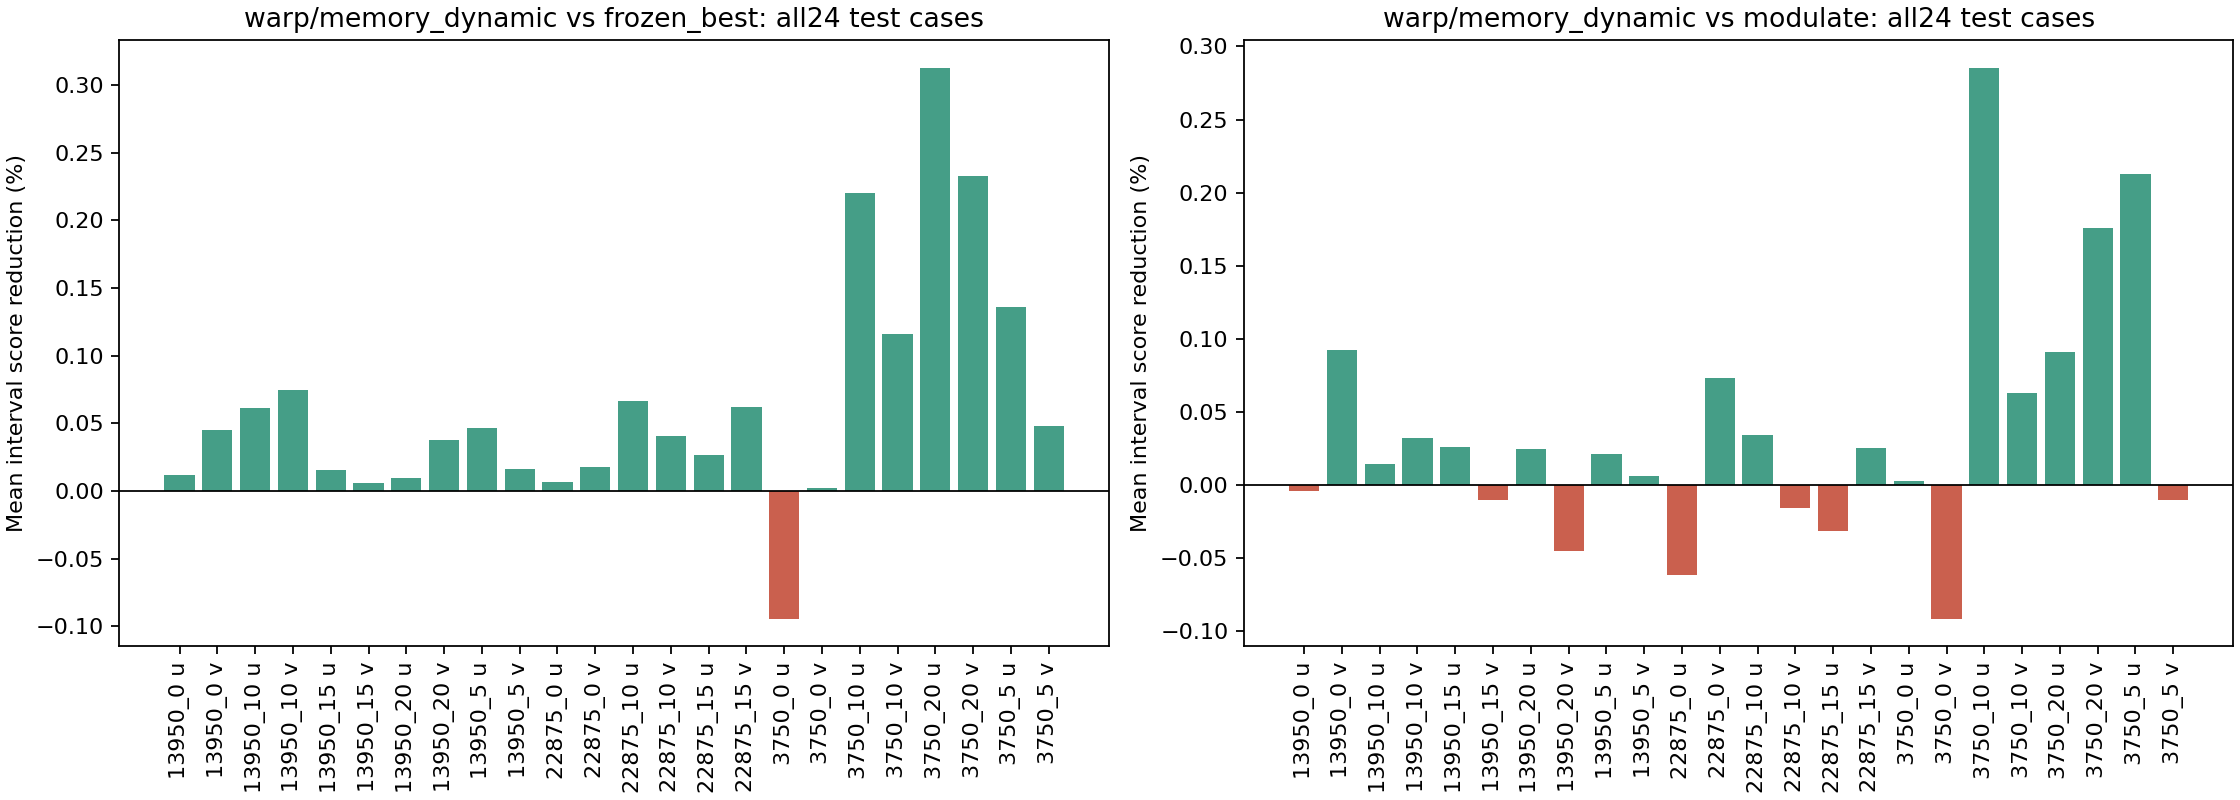 warp/memory_dynamic vs frozen_best: all24 test cases
Mean interval score reduction (%)
0.30
0.25
0.20
0.15
0.10
0.05
0.00
−0.05
−0.10
13950_0 u
13950_0 v
13950_10 u
13950_10 v
13950_15 u
13950_15 v
13950_20 u
13950_20 v
13950_5 u
13950_5 v
22875_0 u
22875_0 v
22875_10 u
22875_10 v
22875_15 u
22875_15 v
3750_0 u
3750_0 v
3750_10 u
3750_10 v
3750_20 u
3750_20 v
3750_5 u
3750_5 v
warp/memory_dynamic vs modulate: all24 test cases
Mean interval score reduction (%)
0.30
0.25
0.20
0.15
0.10
0.05
0.00
−0.05
−0.10
13950_0 u
13950_0 v
13950_10 u
13950_10 v
13950_15 u
13950_15 v
13950_20 u
13950_20 v
13950_5 u
13950_5 v
22875_0 u
22875_0 v
22875_10 u
22875_10 v
22875_15 u
22875_15 v
3750_0 u
3750_0 v
3750_10 u
3750_10 v
3750_20 u
3750_20 v
3750_5 u
3750_5 v